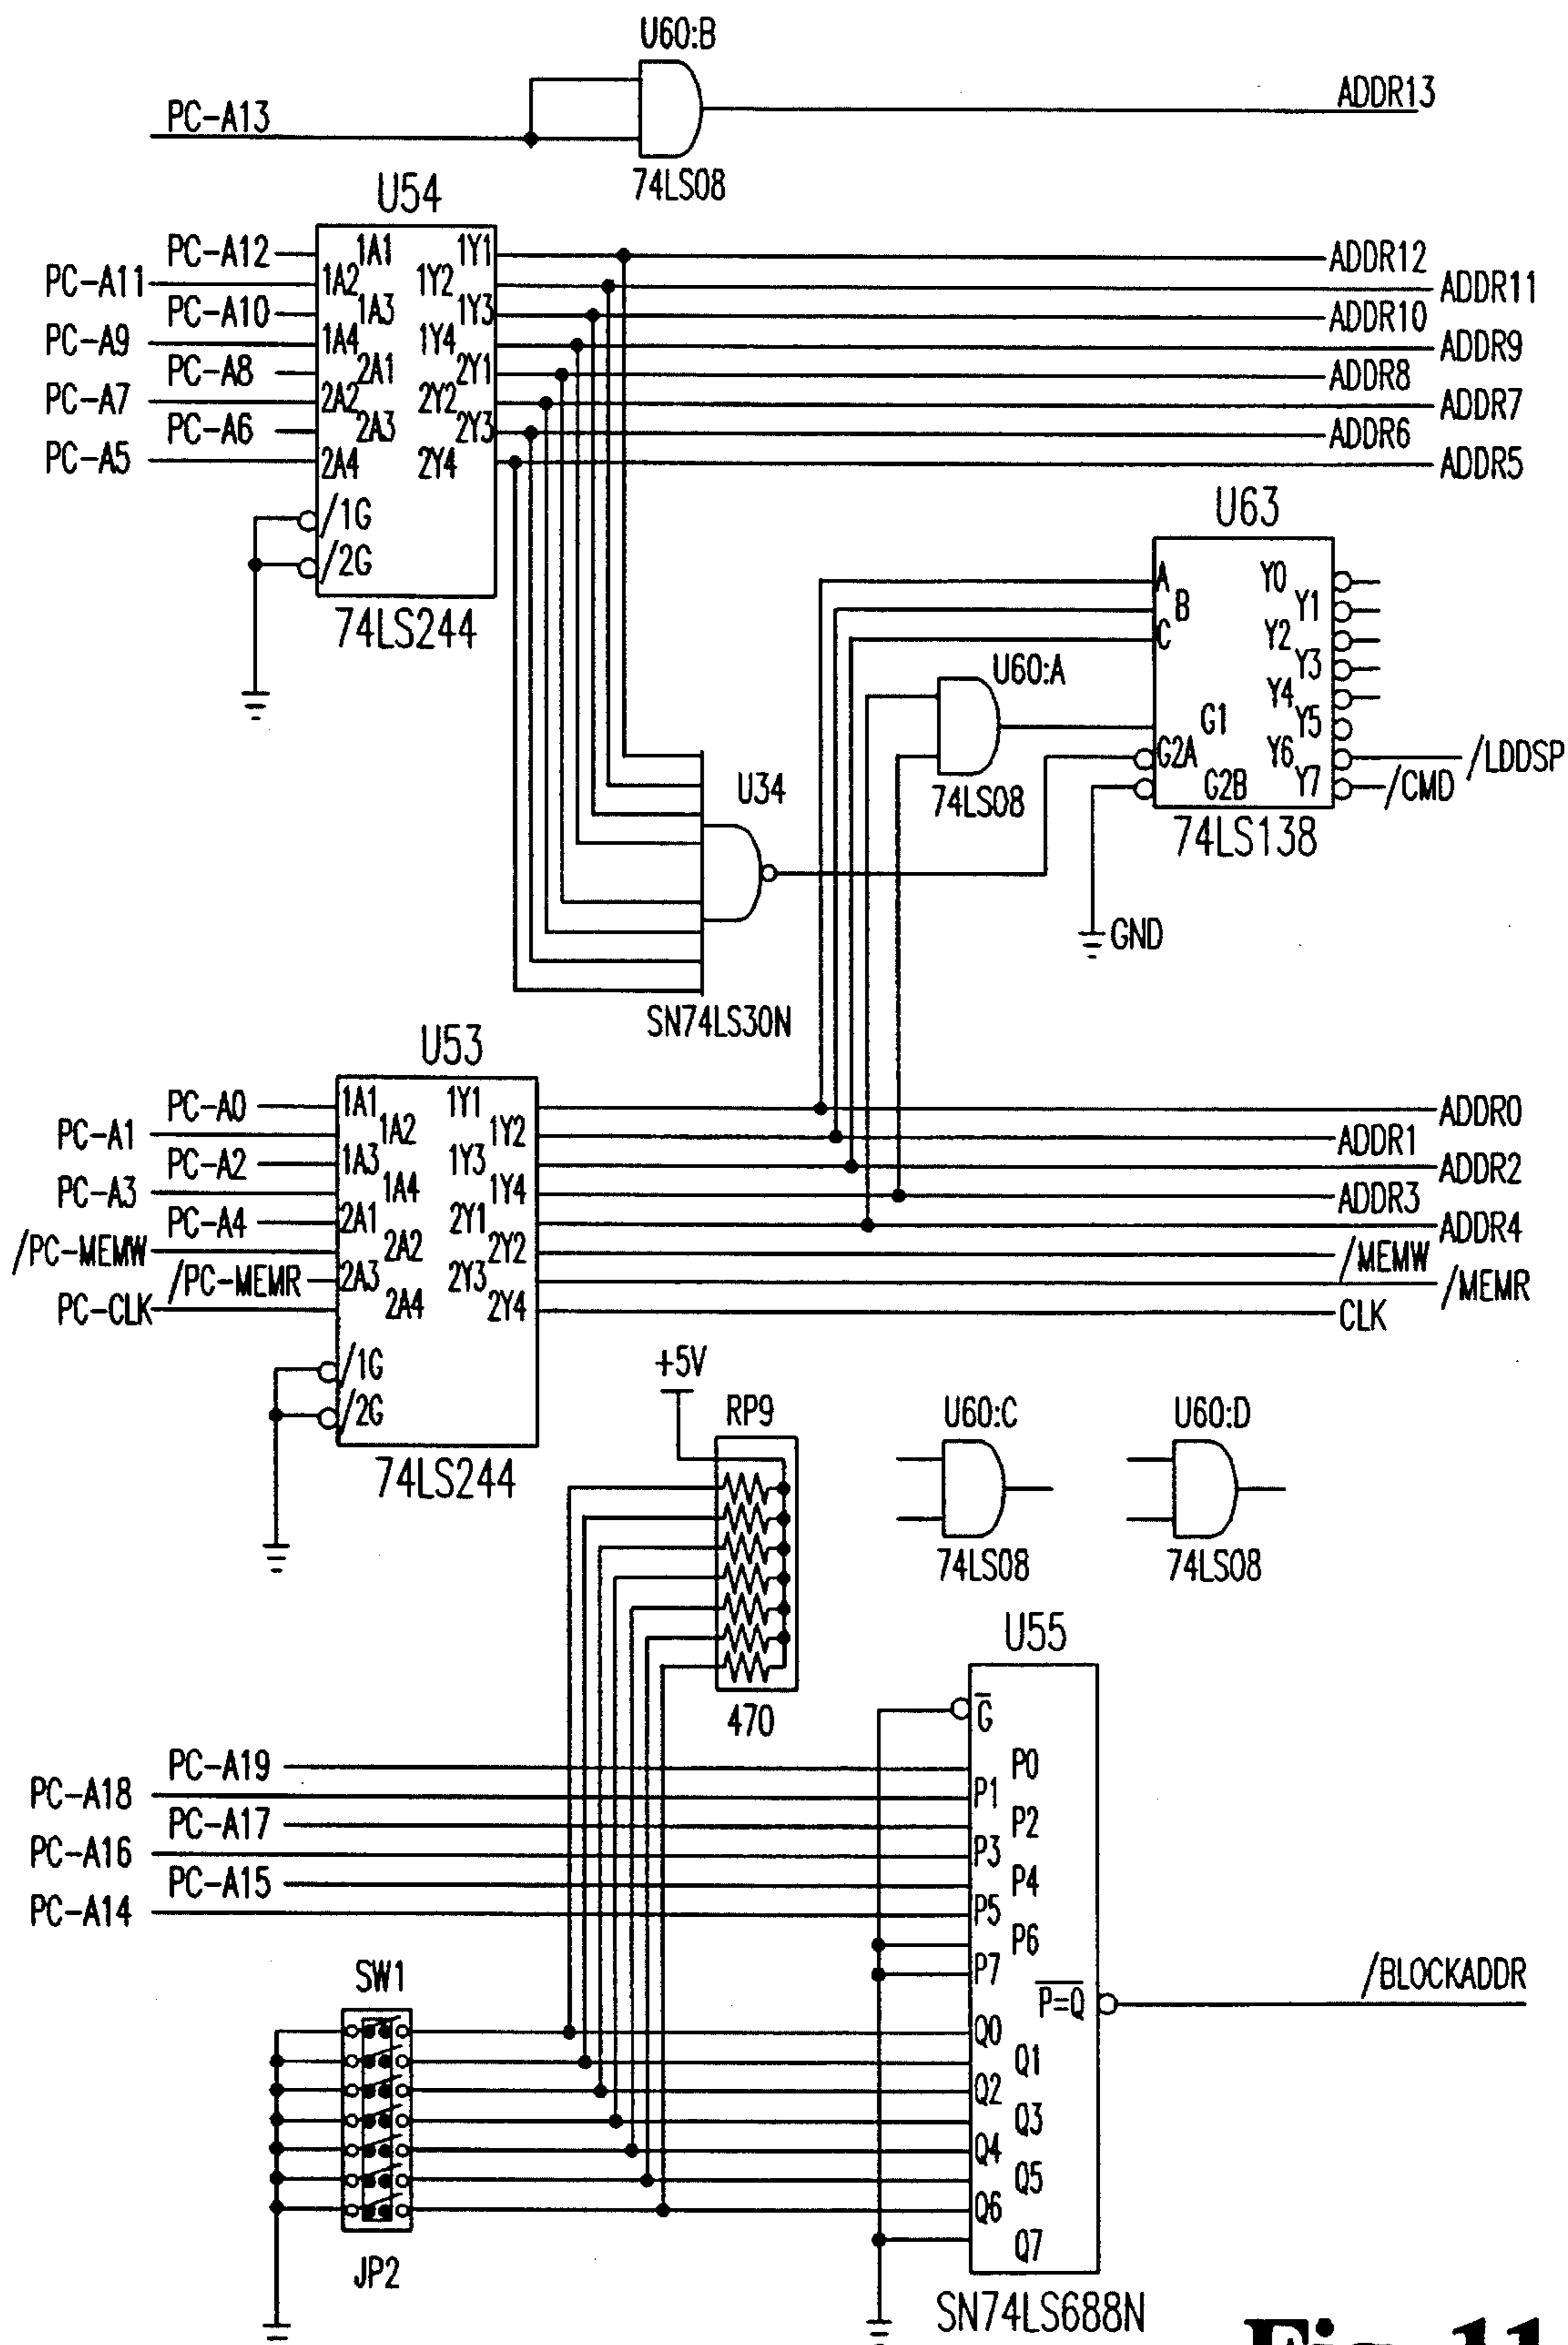 U60:B
PC-A13
ADDR13
74LS08
U54
PC-A12 1A1 1Y1 ADDR12
PC-A11 1A2 1Y2 ADDR11
PC-A10 1A3 1Y3 ADDR10
PC-A9 1A4 1Y4 ADDR9
PC-A8 2A1 2Y1 ADDR8
PC-A7 2A2 2Y2 ADDR7
PC-A6 2A3 2Y3 ADDR6
PC-A5 2A4 2Y4 ADDR5
/1G
/2G
74LS244
U63
A Y0
B Y1
C Y2
Y3
Y4
G1 Y5
G2A Y6 /LDDSP
G2B Y7 /CMD
74LS138
U60:A
74LS08
U34
GND
SN74LS30N
U53
PC-A0 1A1 1Y1 ADDR0
PC-A1 1A2 1Y2 ADDR1
PC-A2 1A3 1Y3 ADDR2
PC-A3 1A4 1Y4 ADDR3
PC-A4 2A1 2Y1 ADDR4
/PC-MEMW 2A2 2Y2 /MEMW
/PC-MEMR 2A3 2Y3 /MEMR
PC-CLK 2A4 2Y4 CLK
/1G
/2G
74LS244
+5V
RP9
470
U60:C
74LS08
U60:D
74LS08
U55
G
PC-A19 P0
PC-A18 P1
PC-A17 P2
PC-A16 P3
PC-A15 P4
PC-A14 P5
P6
P7
P=Q /BLOCKADDR
SW1
Q0
Q1
Q2
Q3
Q4
Q5
Q6
Q7
JP2
SN74LS688N
Fig. 11